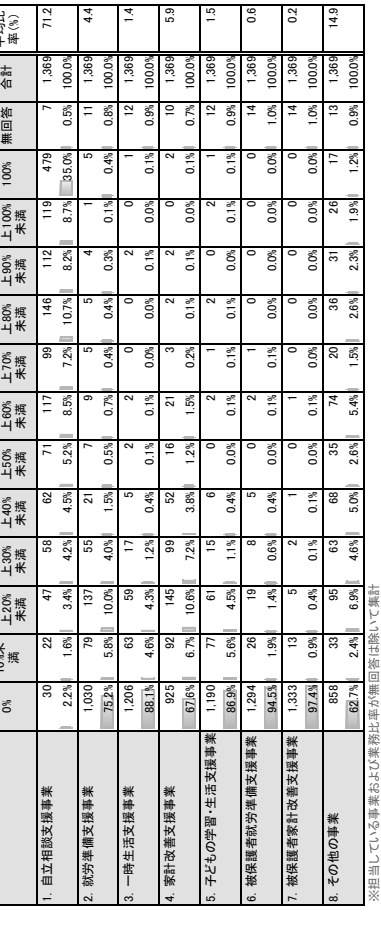 0% 満 上20% 未満 上30% 未満 上40% 未満 上50% 未満 上60% 未満 上70% 未満 上80% 未満 上90% 未満 上100% 未満 100% 無回答 合計 率(%)
1. 自立相談支援事業 30 22 47 58 62 71 117 99 146 112 119 479 7 1,369 71.2
2.2% 1.6% 3.4% 4.2% 4.5% 5.2% 8.5% 7.2% 10.7% 8.2% 8.7% 35.0% 0.5% 100.0%
2. 就労準備支援事業 1,030 79 137 55 21 7 9 5 5 4 1 5 11 1,369 4.4
75.2% 5.8% 10.0% 4.0% 1.5% 0.5% 0.7% 0.4% 0.4% 0.3% 0.1% 0.4% 0.8% 100.0%
3. 一時生活支援事業 1,206 63 59 17 5 2 2 0 0 2 0 1 12 1,369 1.4
88.1% 4.6% 4.3% 1.2% 0.4% 0.1% 0.1% 0.0% 0.0% 0.1% 0.0% 0.1% 0.9% 100.0%
4. 家計改善支援事業 925 92 145 99 52 16 21 3 2 2 0 2 10 1,369 5.9
67.6% 6.7% 10.6% 7.2% 3.8% 1.2% 1.5% 0.2% 0.1% 0.1% 0.0% 0.1% 0.7% 100.0%
5. 子どもの学習・生活支援事業 1,190 77 61 15 6 0 2 1 2 0 2 1 12 1,369 1.5
86.9% 5.6% 4.5% 1.1% 0.4% 0.0% 0.1% 0.1% 0.1% 0.0% 0.1% 0.1% 0.9% 100.0%
6. 被保護者就労準備支援事業 1,294 26 19 8 5 0 2 1 0 0 0 0 14 1,369 0.6
94.5% 1.9% 1.4% 0.6% 0.4% 0.0% 0.1% 0.1% 0.0% 0.0% 0.0% 0.0% 1.0% 100.0%
7. 被保護者家計改善支援事業 1,333 13 5 2 1 0 1 0 0 0 0 0 14 1,369 0.2
97.4% 0.9% 0.4% 0.1% 0.1% 0.0% 0.1% 0.0% 0.0% 0.0% 0.0% 0.0% 1.0% 100.0%
8. その他の事業 858 33 95 63 68 35 74 20 36 31 26 17 13 1,369 14.9
62.7% 2.4% 6.9% 4.6% 5.0% 2.6% 5.4% 1.5% 2.6% 2.3% 1.9% 1.2% 0.9% 100.0%
※担当している事業および業務比率が無回答は除いて集計